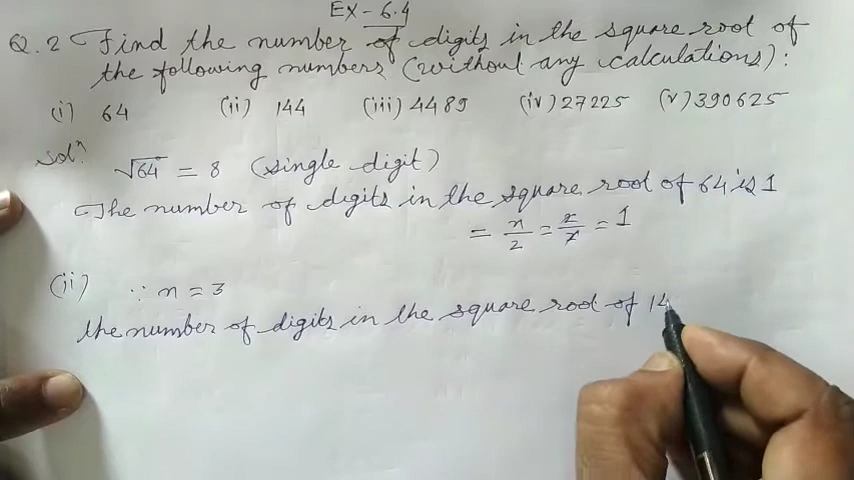 EX-6.4
Q.2 Find the number of digits in the square root of
the following numbers (without any calculations):
(i) 64 (ii) 144 (iii) 4489 (iv) 27225 (v) 390625
Solⁿ.
√64 = 8 (single digit)
The number of digits in the square root of 64 is 1
= n/2 = 2/2 = 1
(ii) ∵ n = 3
the number of digits in the square root of 14